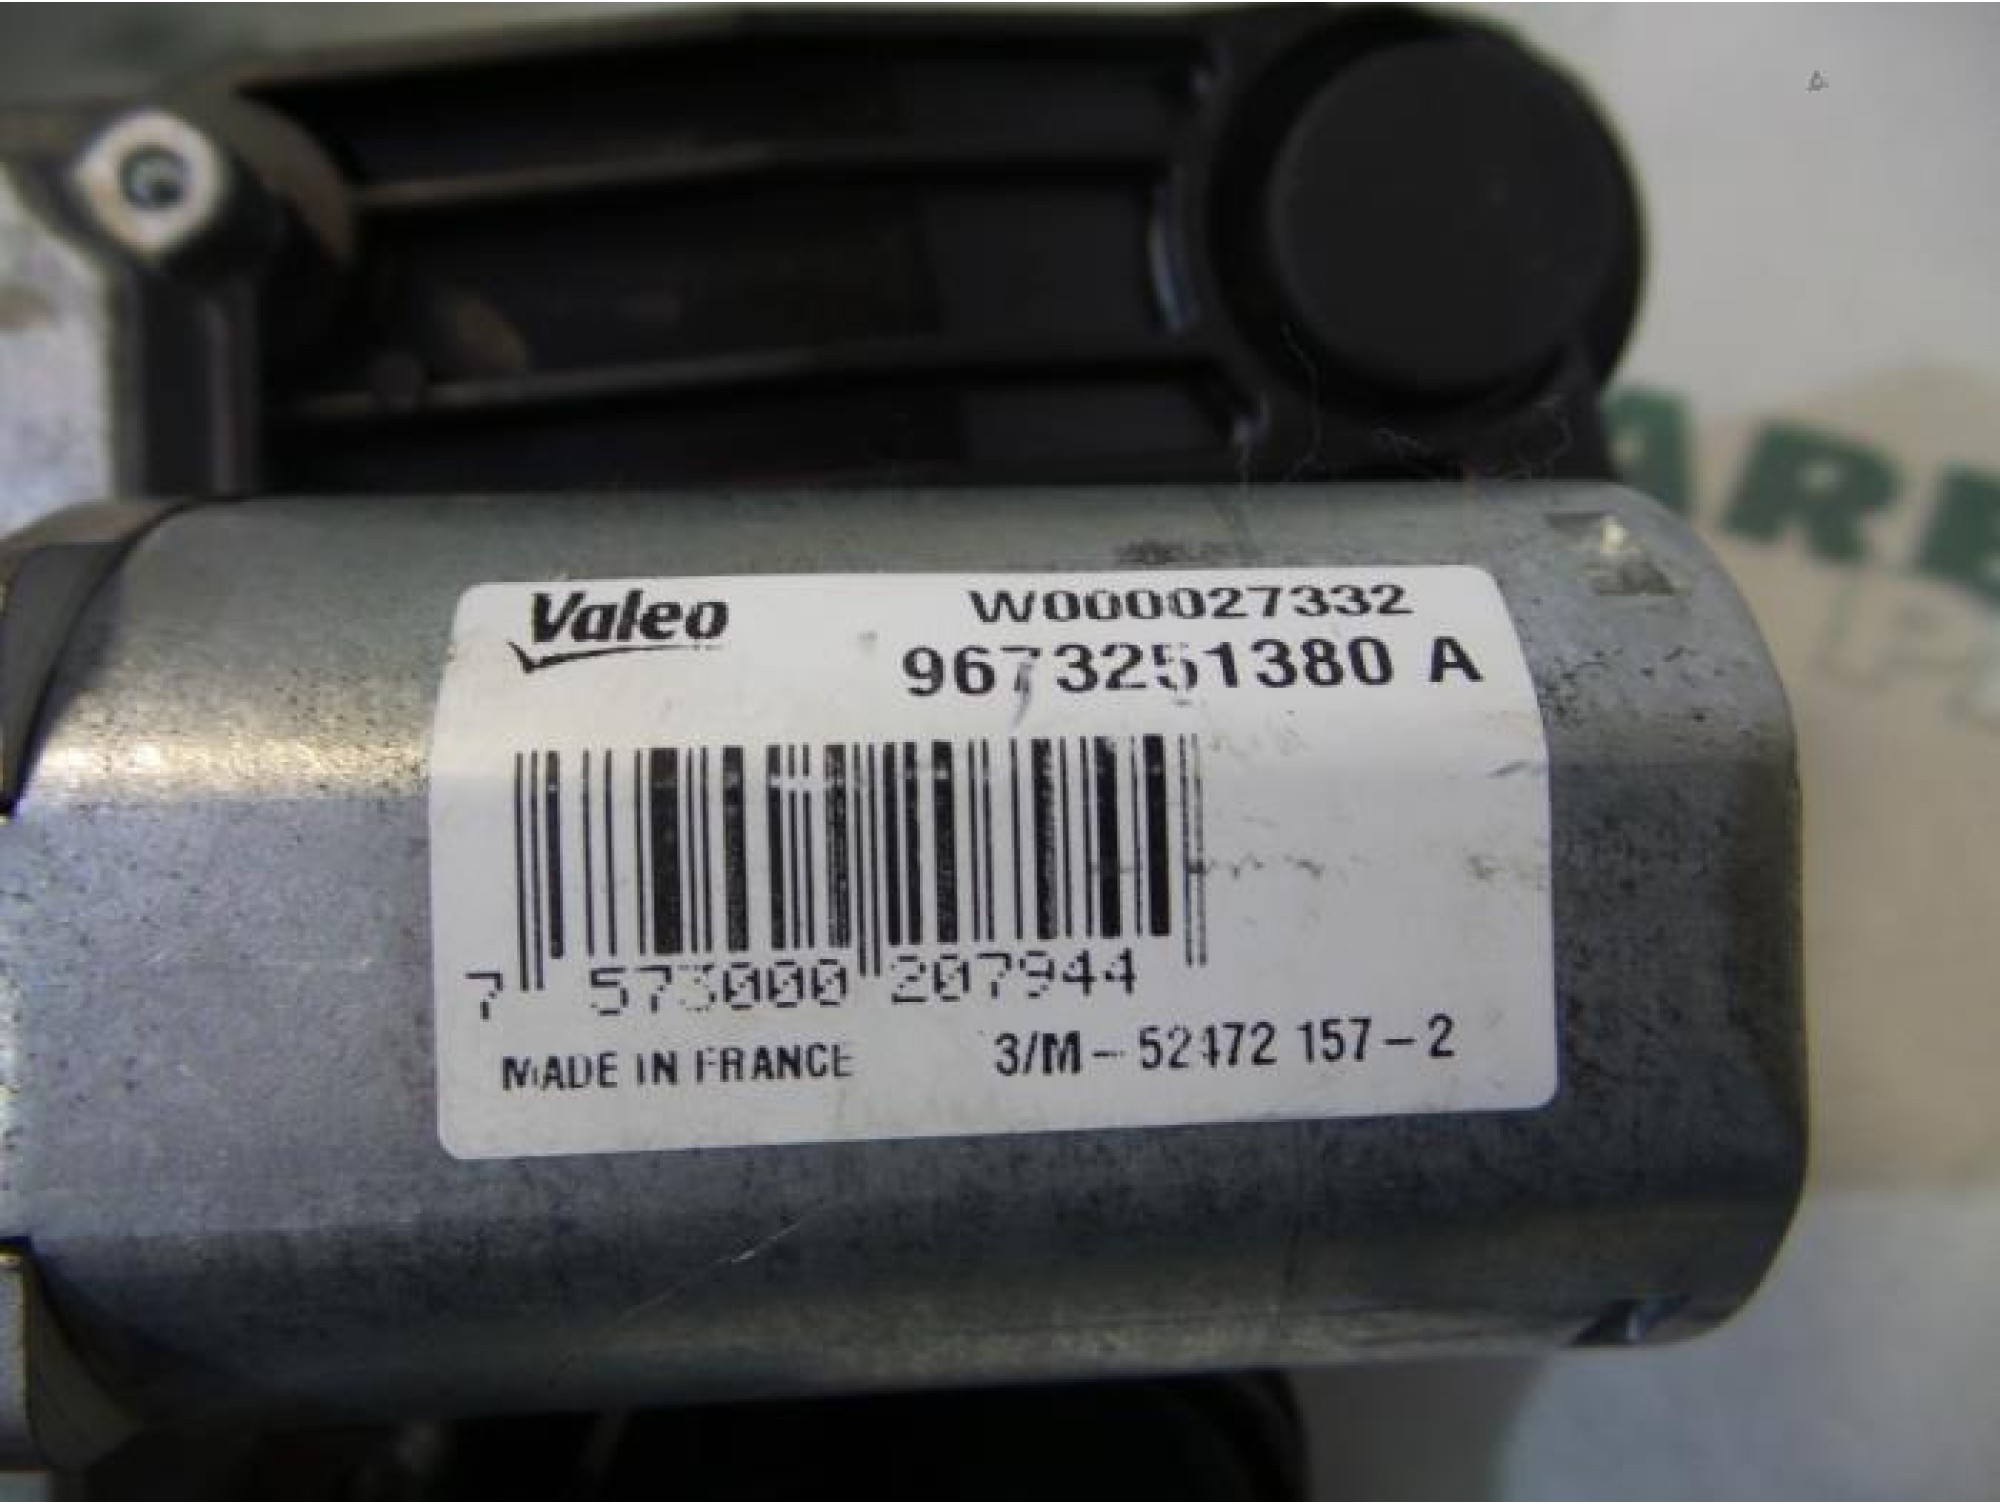 Valeo W000027332
9673251380 A
7 573000 207944
MADE IN FRANCE 3/M-52472 157-2